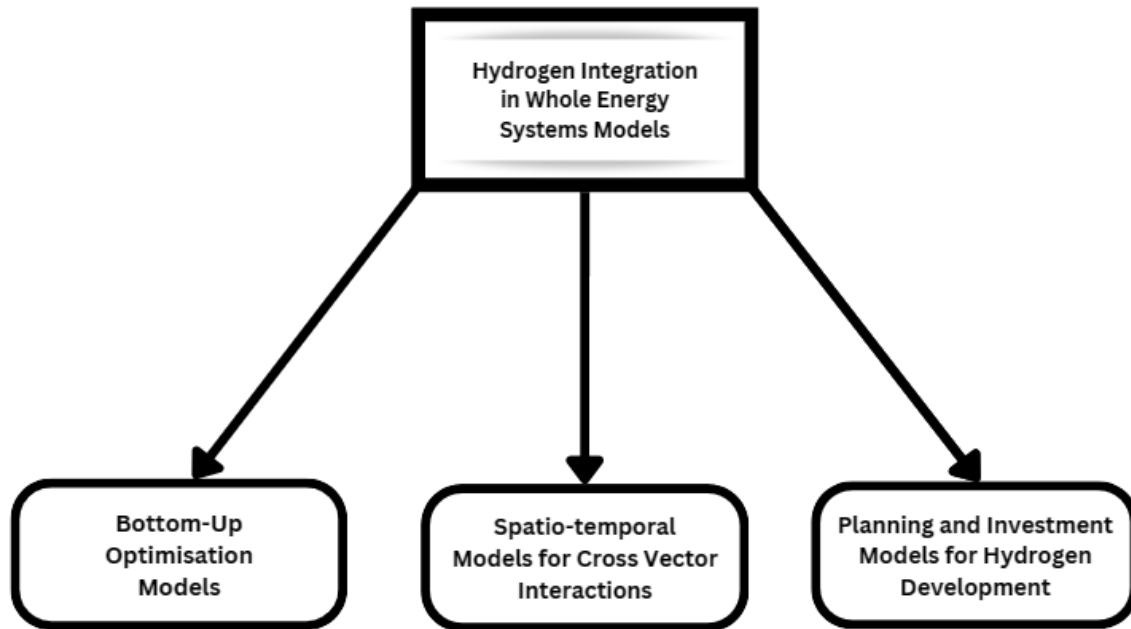 Hydrogen Integration
in Whole Energy
Systems Models
Bottom-Up
Optimisation
Models
Spatio-temporal
Models for Cross Vector
Interactions
Planning and Investment
Models for Hydrogen
Development